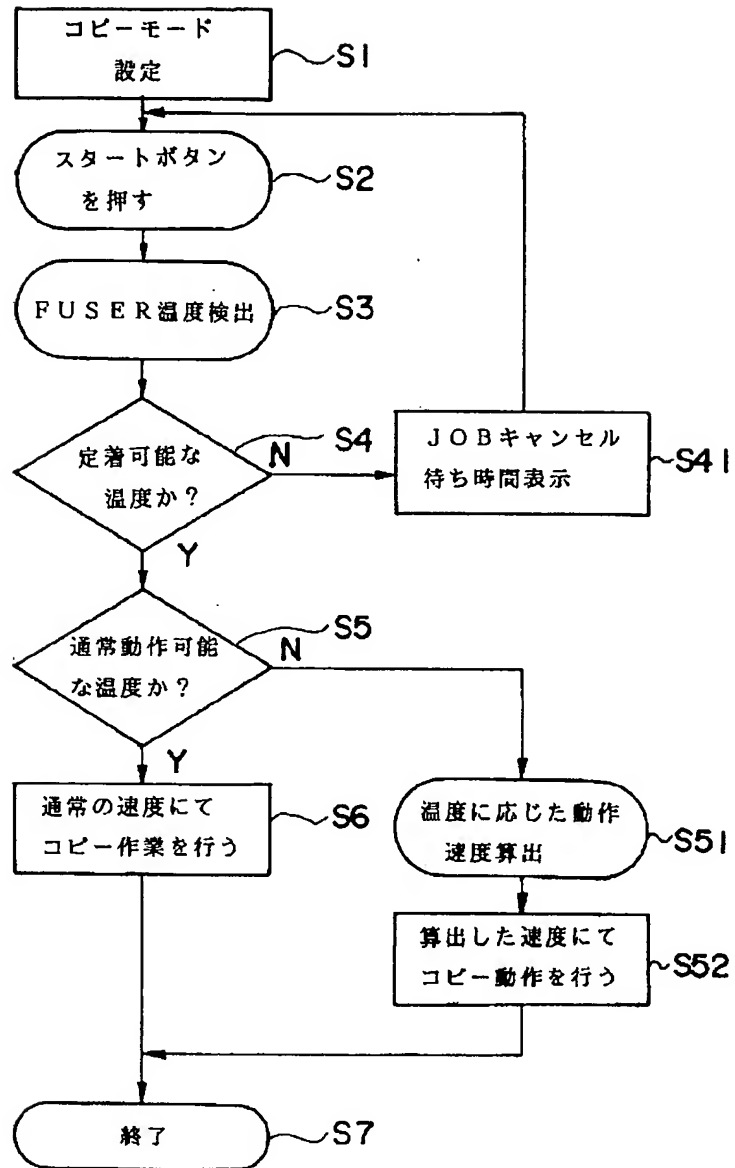 コピーモード
設定
S1
スタートボタン
を押す
S2
FUSER温度検出
S3
定着可能な
温度か?
S4
N
Y
JOBキャンセル
待ち時間表示
S41
通常動作可能
な温度か?
S5
N
Y
通常の速度にて
コピー作業を行う
S6
温度に応じた動作
速度算出
S51
算出した速度にて
コピー動作を行う
S52
終了
S7